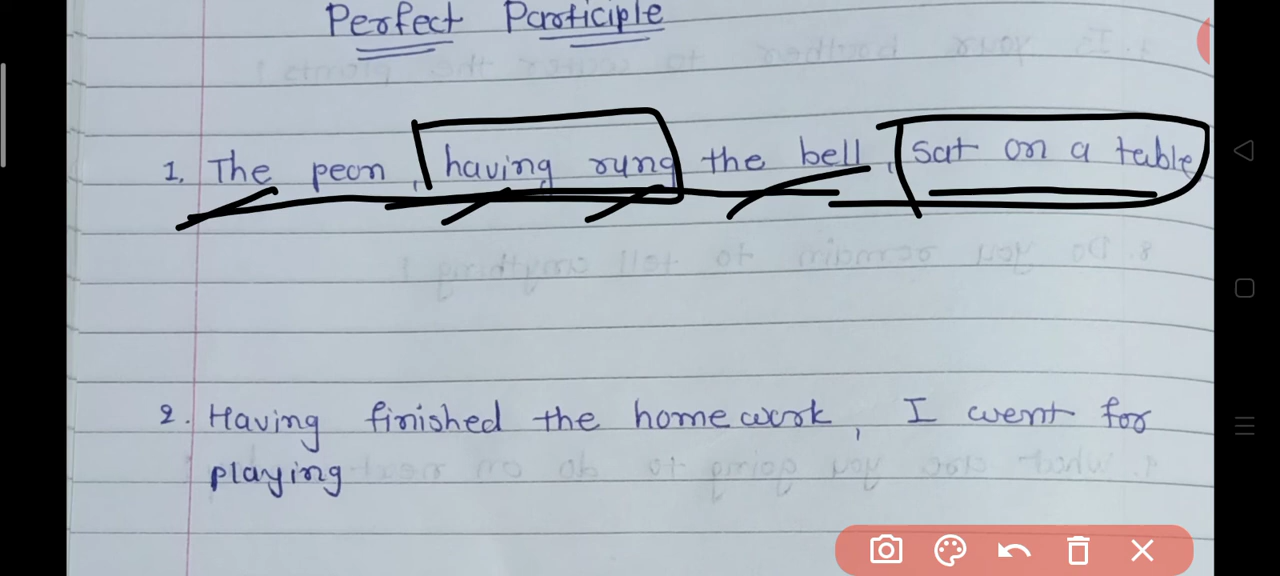 Perfect Participle
1. The peon, having rung the bell, sat on a table
2. Having finished the homework, I went for
playing